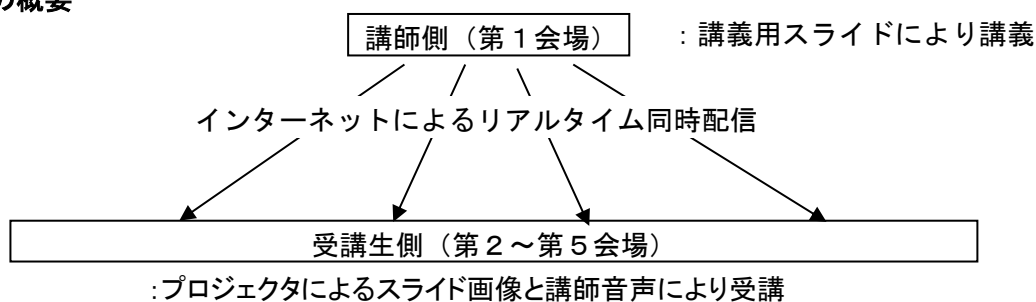 の概要
講師側(第１会場) :講義用スライドにより講義
インターネットによるリアルタイム同時配信
受講生側(第２～第５会場)
:プロジェクタによるスライド画像と講師音声により受講